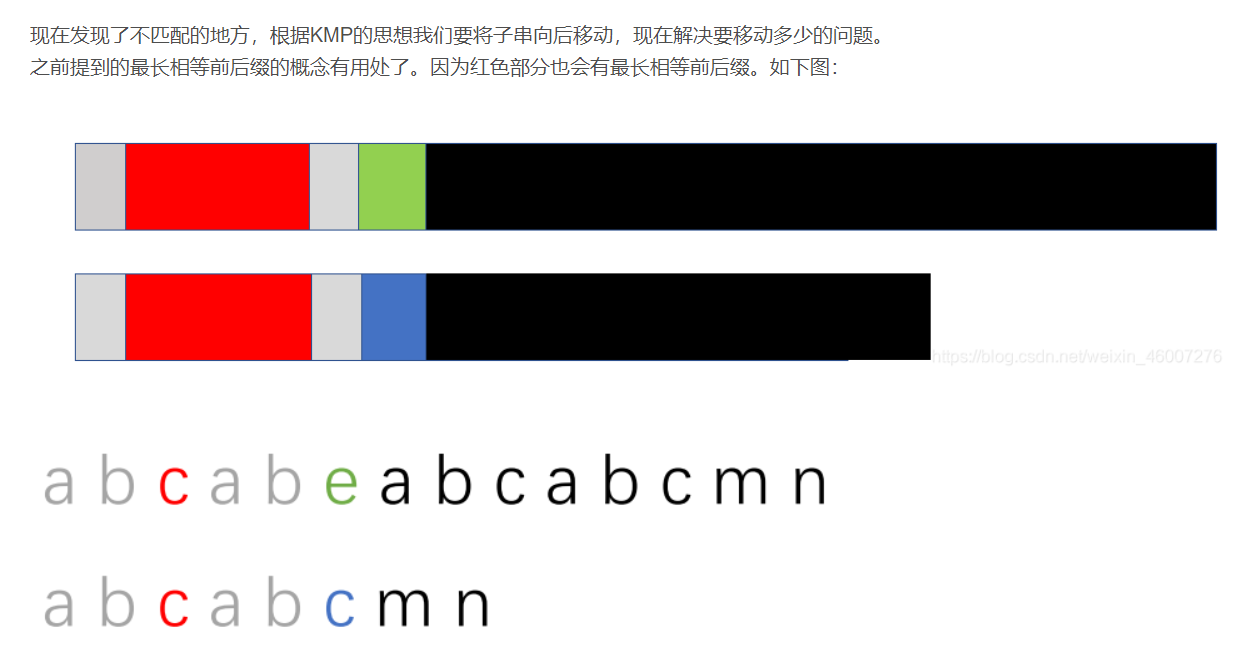 现在发现了不匹配的地方，根据KMP的思想我们要将子串向后移动，现在解决要移动多少的问题。
之前提到的最长相等前后缀的概念有用处了。因为红色部分也会有最长相等前后缀。如下图：
https://blog.csdn.net/weixin_46007276
a b c a b e a b c a b c m n
a b c a b c m n